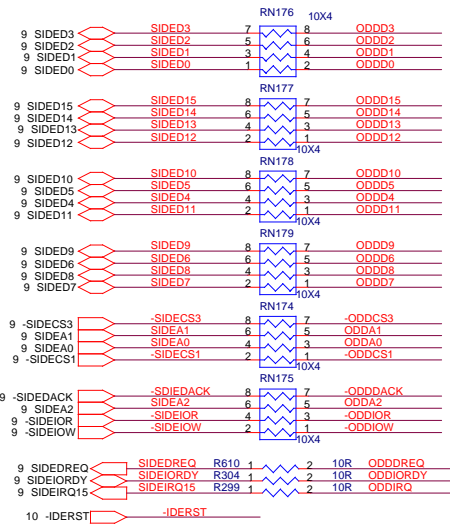 RN176 10X4
9 SIDED3 SIDED3 7 8 ODDD3
9 SIDED2 SIDED2 5 6 ODDD2
9 SIDED1 SIDED1 3 4 ODDD1
9 SIDED0 SIDED0 1 2 ODDD0
RN177
9 SIDED15 SIDED15 8 7 ODDD15
9 SIDED14 SIDED14 6 5 ODDD14
9 SIDED13 SIDED13 4 3 ODDD13
9 SIDED12 SIDED12 2 1 ODDD12
10X4
RN178
9 SIDED10 SIDED10 8 7 ODDD10
9 SIDED5 SIDED5 6 5 ODDD5
9 SIDED4 SIDED4 4 3 ODDD4
9 SIDED11 SIDED11 2 1 ODDD11
10X4
RN179
9 SIDED9 SIDED9 8 7 ODDD9
9 SIDED6 SIDED6 6 5 ODDD6
9 SIDED8 SIDED8 4 3 ODDD8
9 SIDED7 SIDED7 2 1 ODDD7
10X4
RN174
9 -SIDECS3 -SIDECS3 8 7 -ODDCS3
9 SIDEA1 SIDEA1 6 5 ODDA1
9 SIDEA0 SIDEA0 4 3 ODDA0
9 -SIDECS1 -SIDECS1 2 1 -ODDCS1
10X4
RN175
9 -SIDEDACK -SIDEDACK 8 7 -ODDDACK
9 SIDEA2 SIDEA2 6 5 ODDA2
9 -SIDEIOR -SIDEIOR 4 3 -ODDIOR
9 -SIDEIOW -SIDEIOW 2 1 -ODDIOW
10X4
9 SIDEDREQ SIDEDREQ R610 1 2 10R ODDDREQ
9 SIDEIORDY SIDEIORDY R304 1 2 10R ODDIORDY
9 SIDEIRQ15 SIDEIRQ15 R299 1 2 10R ODDIRQ
10 -IDERST -IDERST